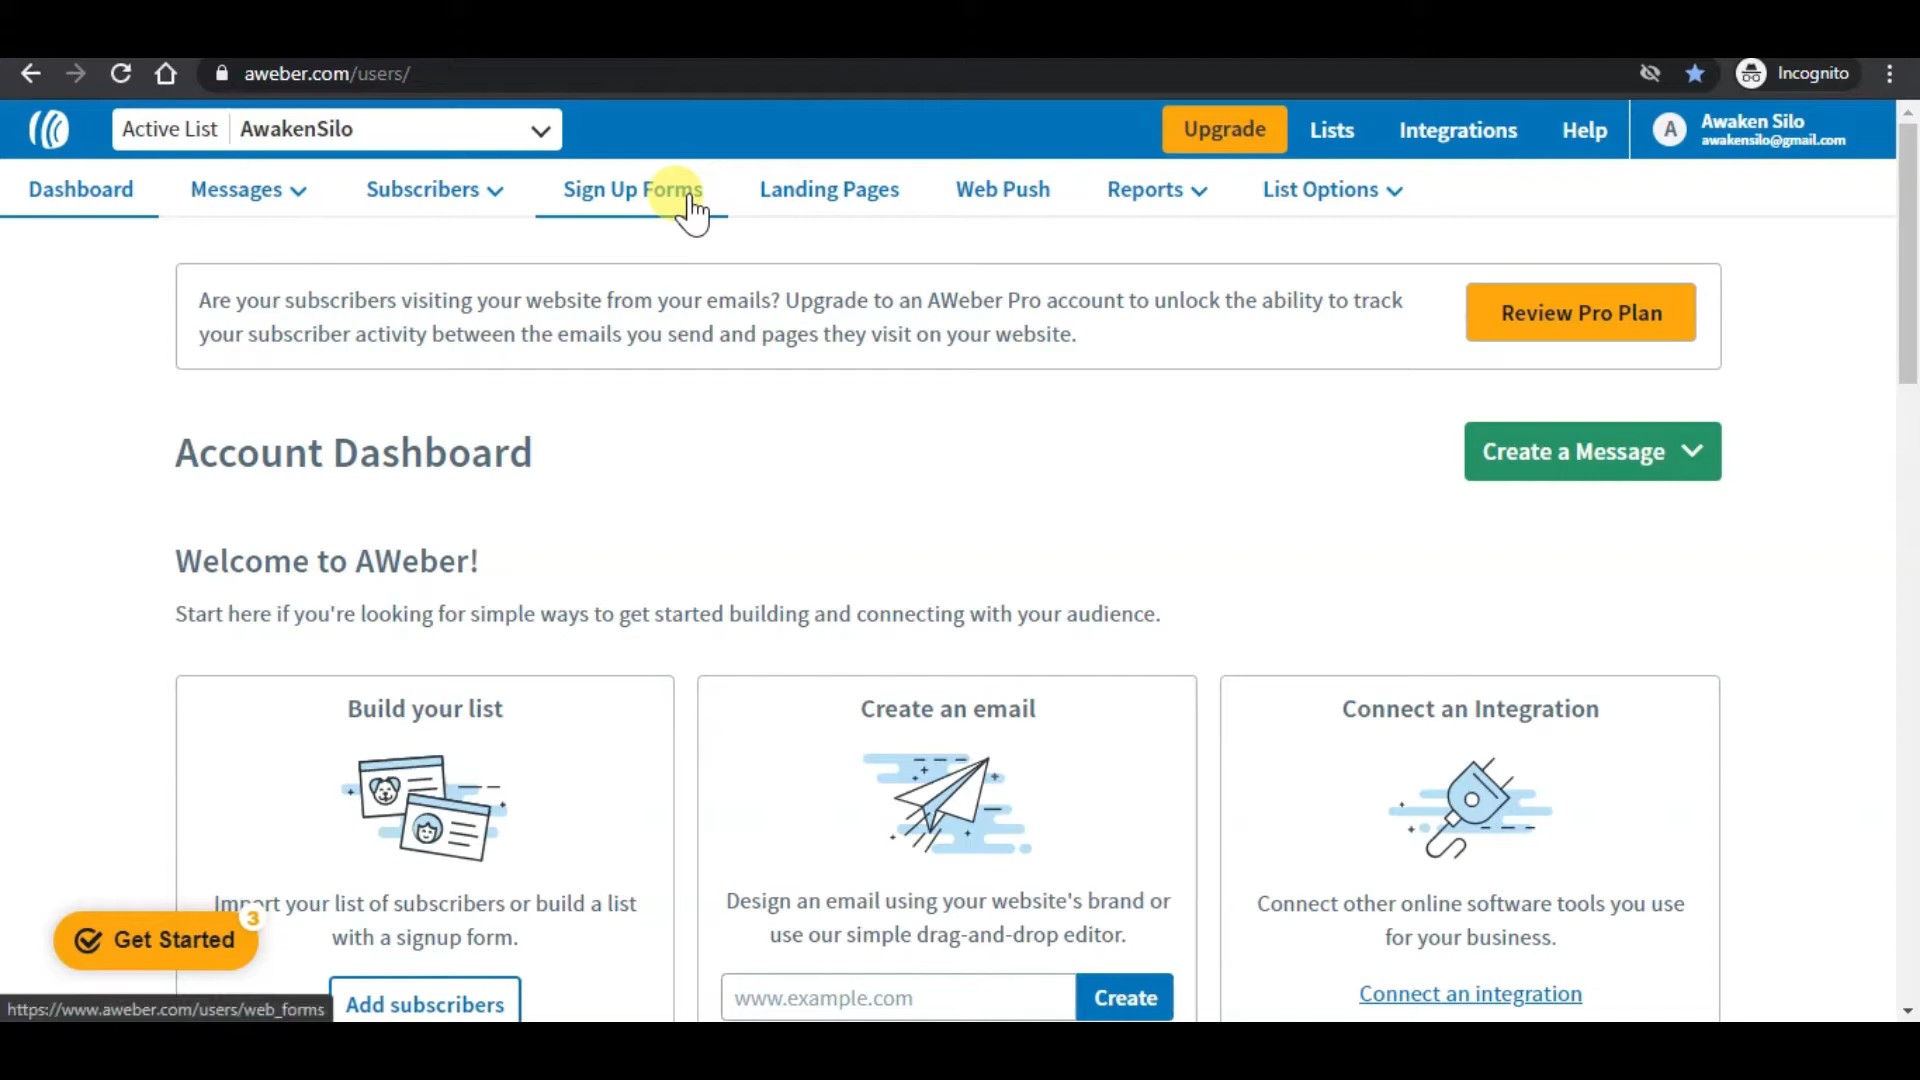 aweber.com/users/
Incognito
Active List AwakenSilo
Upgrade
Lists
Integrations
Help
A
Awaken Silo
awakensilo@gmail.com
Dashboard
Messages
Subscribers
Sign Up Forms
Landing Pages
Web Push
Reports
List Options
Are your subscribers visiting your website from your emails? Upgrade to an AWeber Pro account to unlock the ability to track
your subscriber activity between the emails you send and pages they visit on your website.
Review Pro Plan
Account Dashboard
Create a Message
Welcome to AWeber!
Start here if you're looking for simple ways to get started building and connecting with your audience.
Build your list
Import your list of subscribers or build a list
with a signup form.
Add subscribers
Create an email
Design an email using your website's brand or
use our simple drag-and-drop editor.
www.example.com
Create
Connect an Integration
Connect other online software tools you use
for your business.
Connect an integration
3
Get Started
https://www.aweber.com/users/web_forms